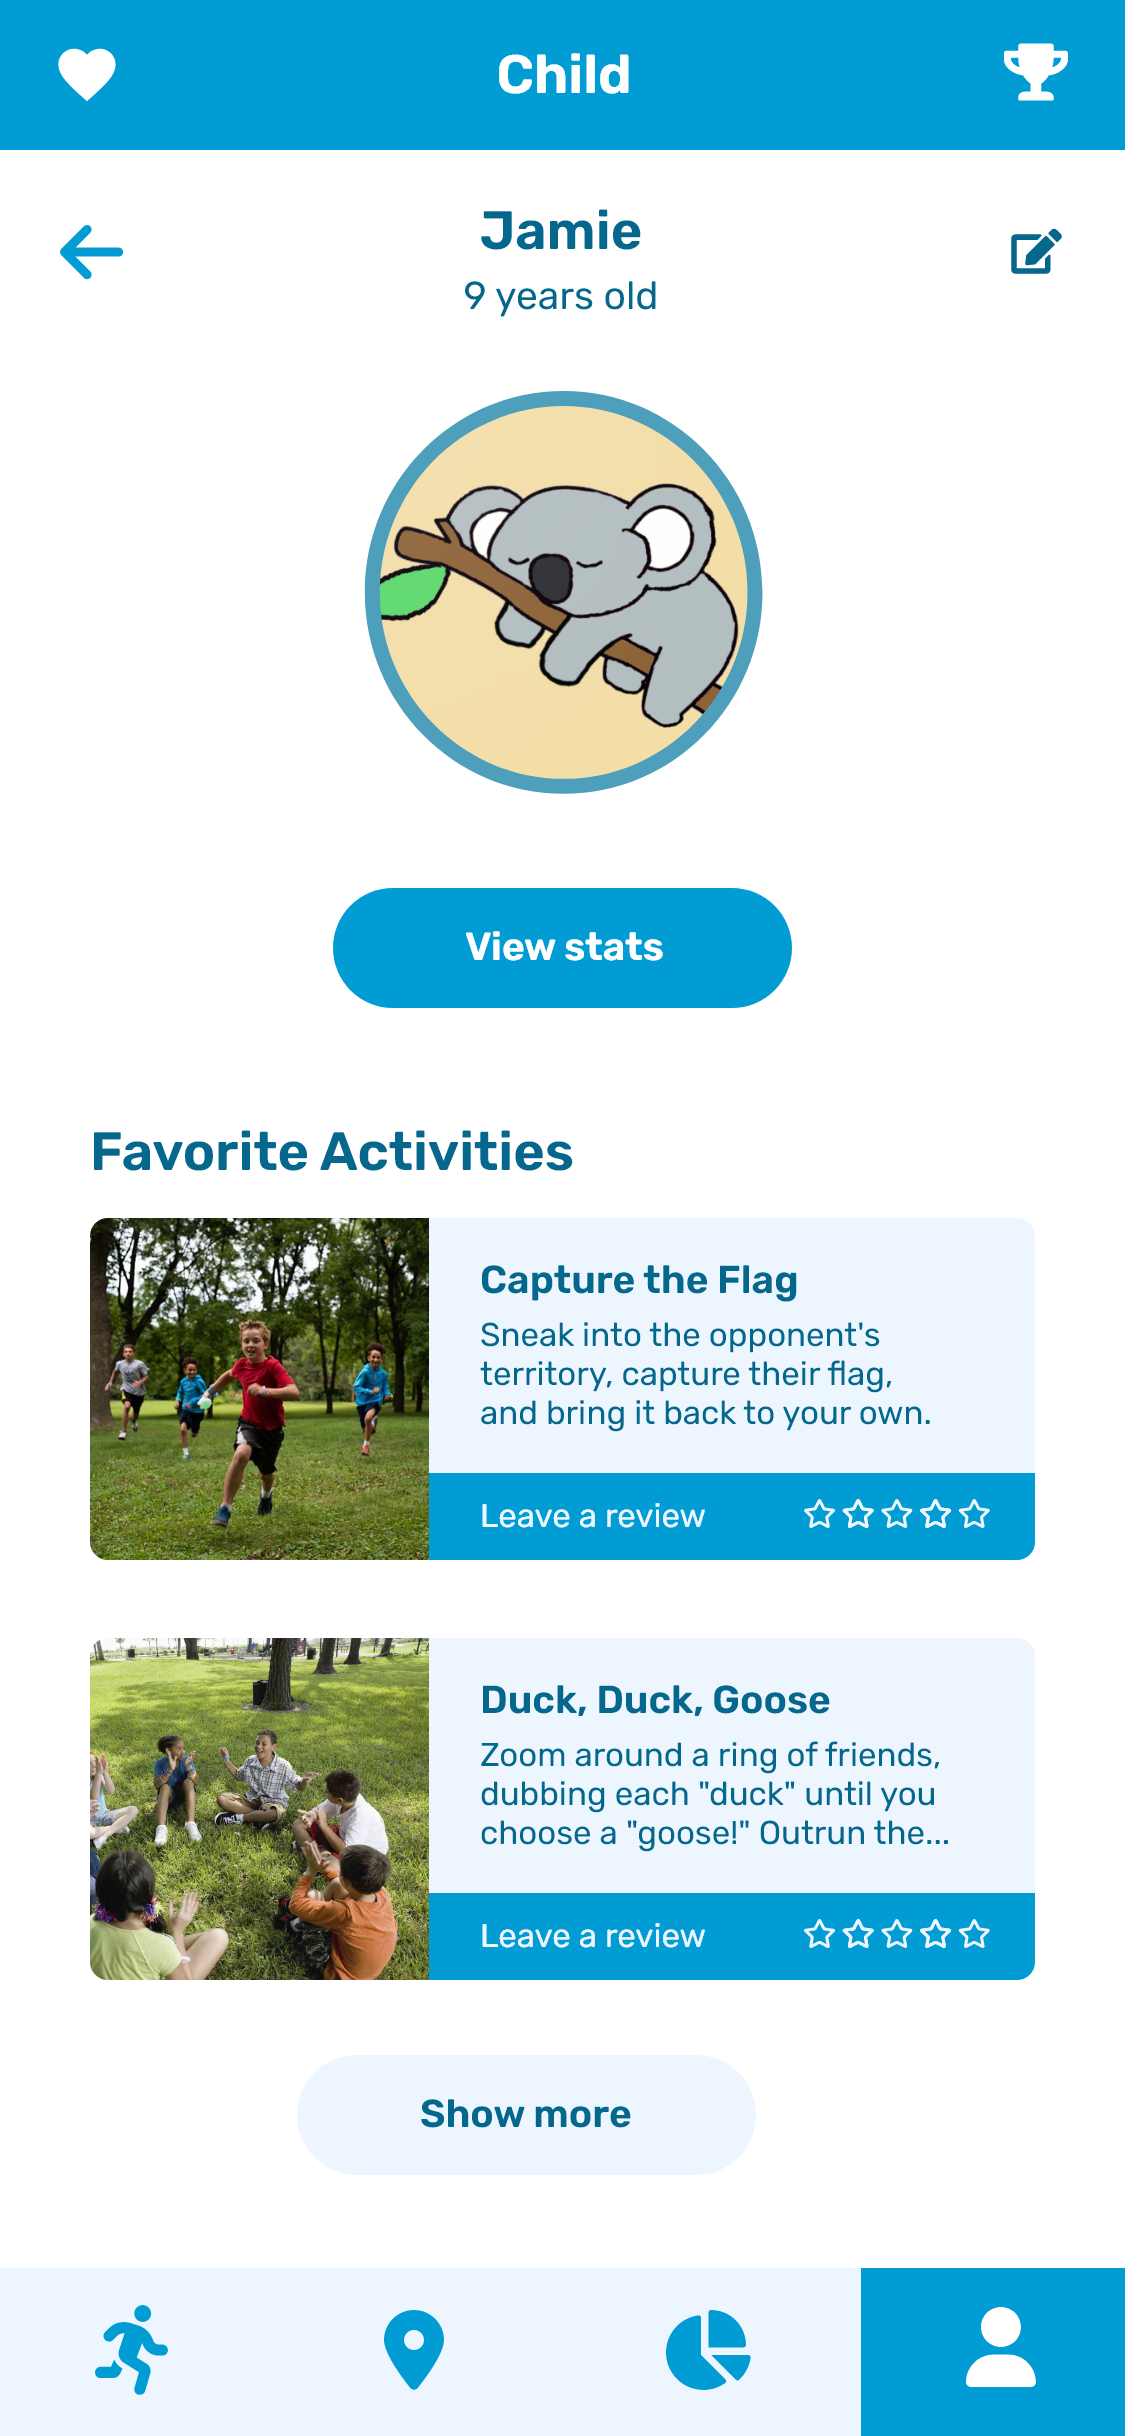 Child
Jamie
9 years old
View stats
Favorite Activities
Capture the Flag
Sneak into the opponent's
territory, capture their flag,
and bring it back to your own.
Leave a review
Duck, Duck, Goose
Zoom around a ring of friends,
dubbing each "duck" until you
choose a "goose!" Outrun the...
Leave a review
Show more